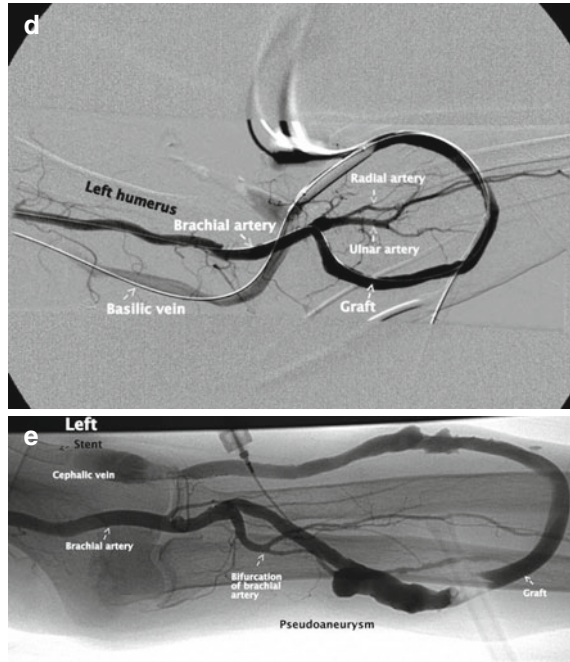 d
Radial artery
Left humerus
Brachial artery
Ulnar artery
Basilic vein
Graft
Left
e
Stent
Cephalic vein
Brachial artery
Bifurcation
of brachial
artery
Graft
Pseudoaneurysm